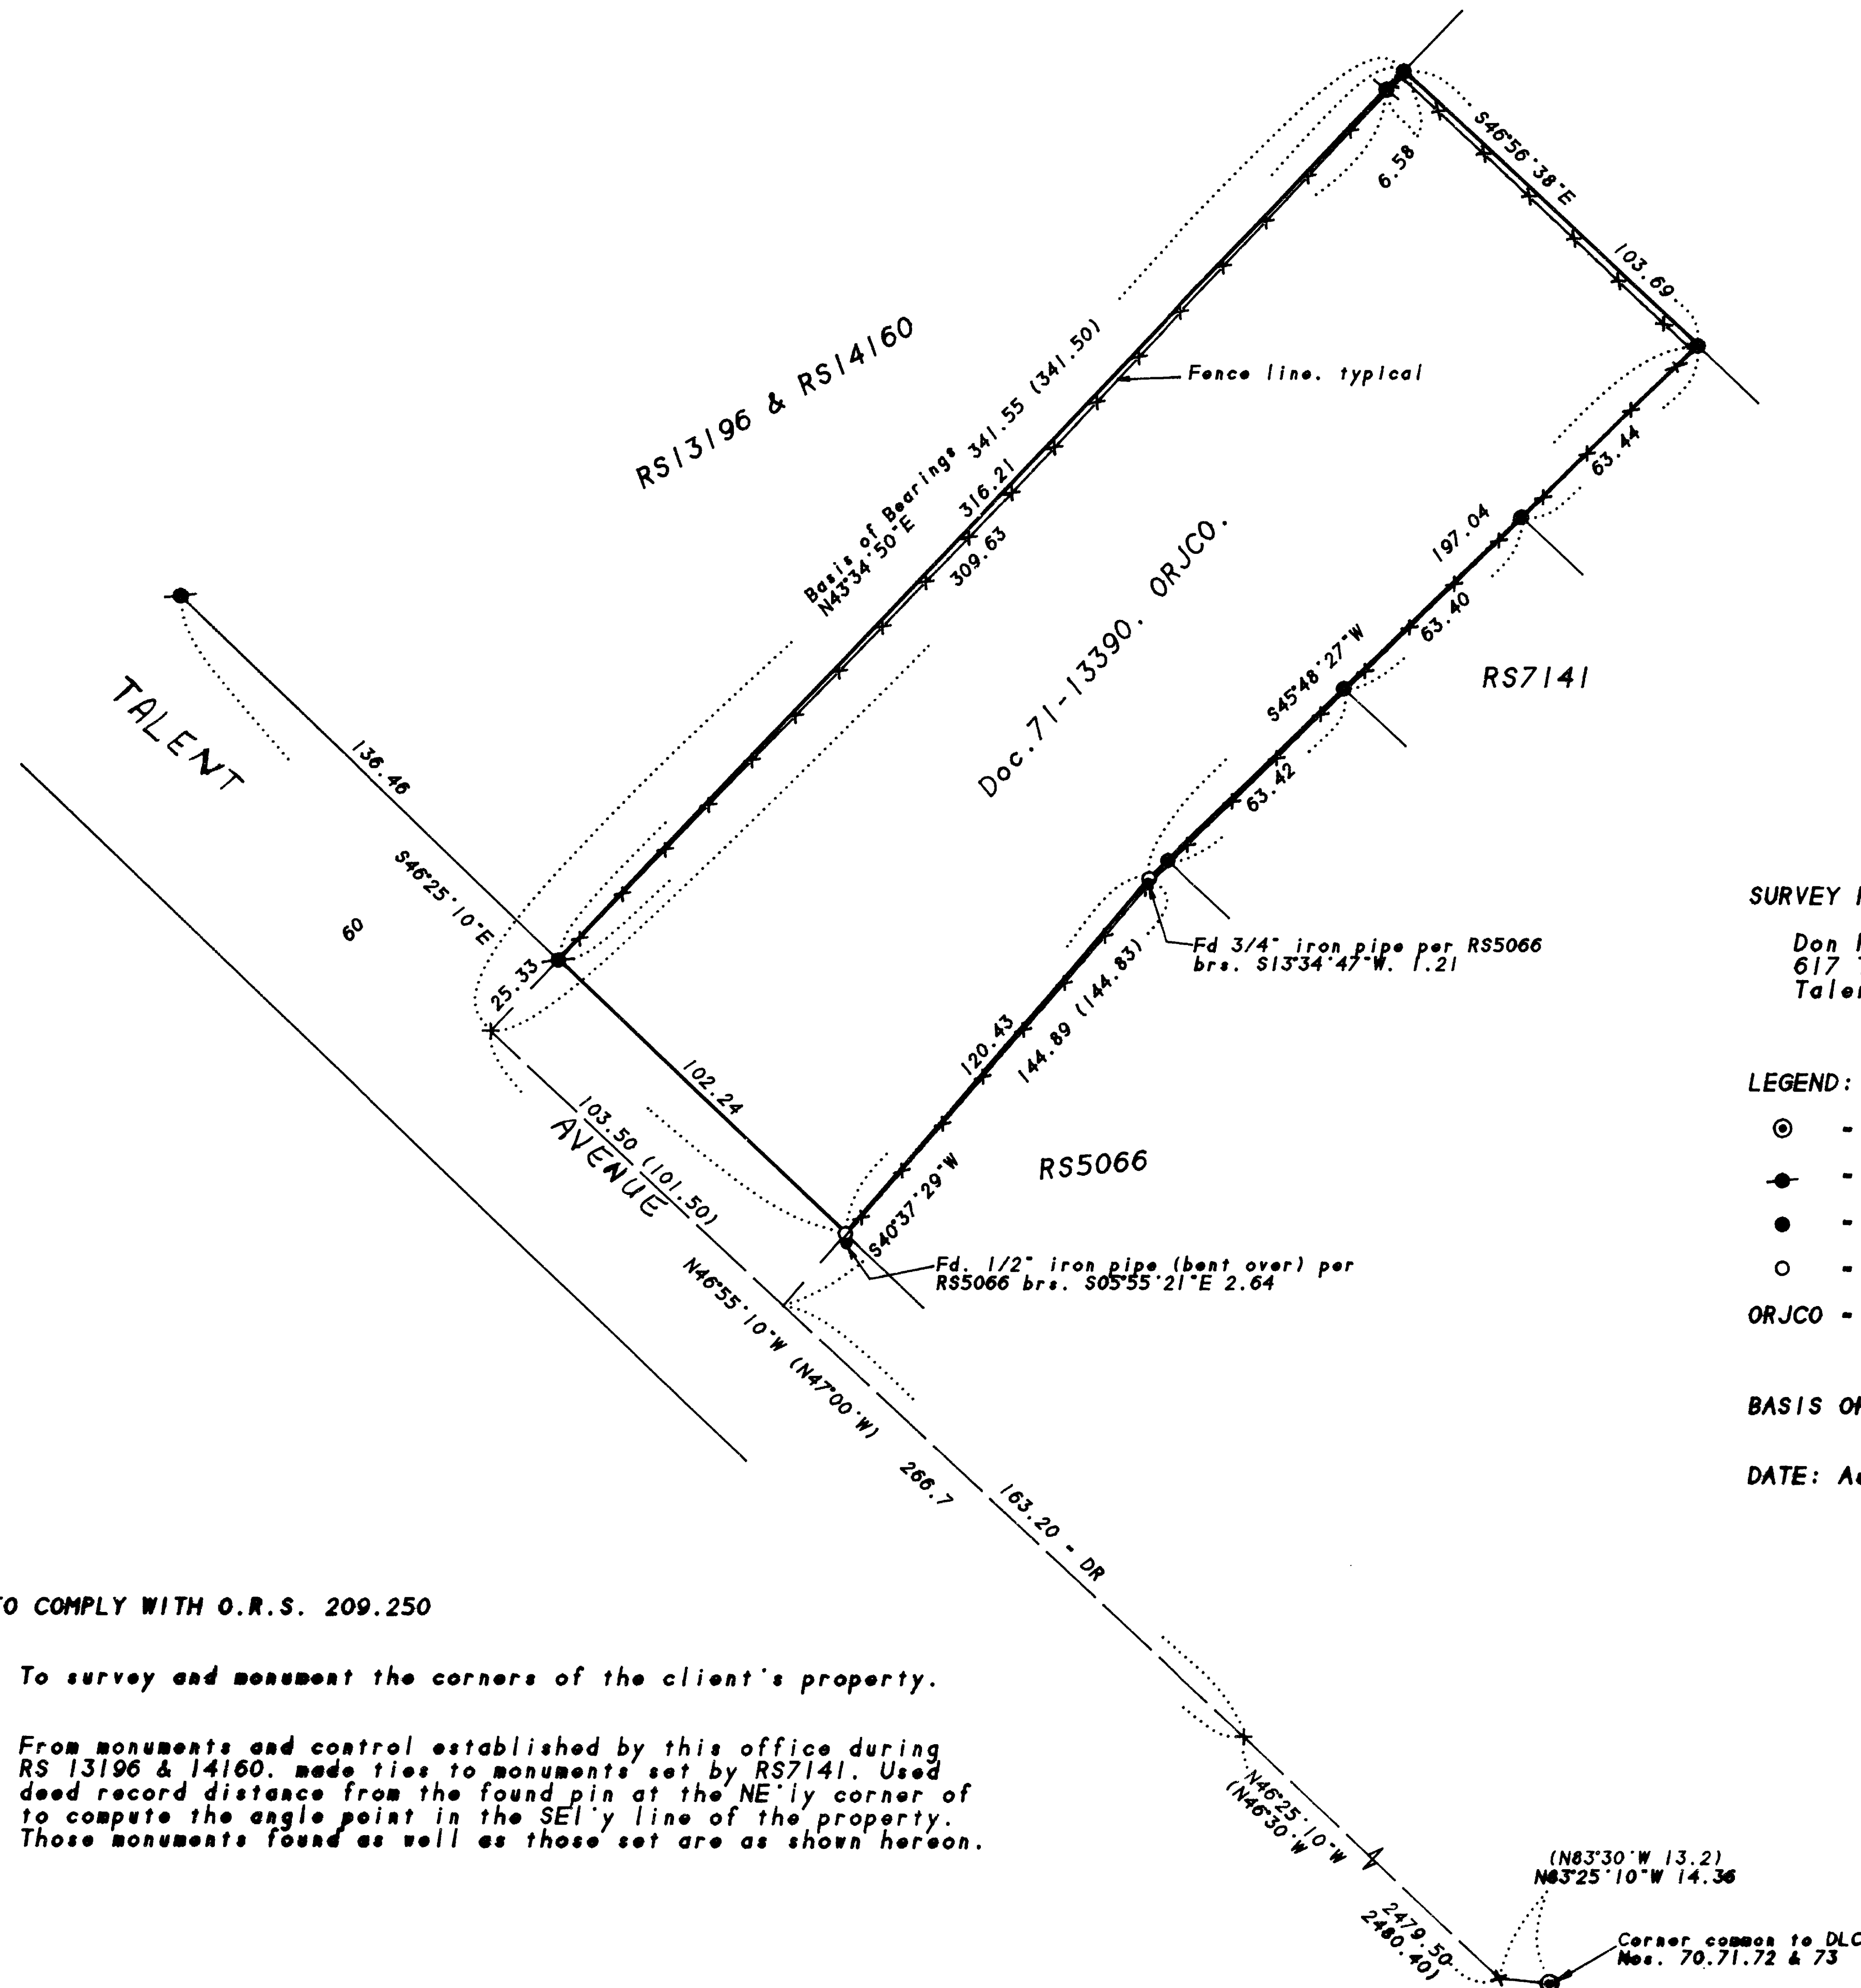 S46°56'38"E
103.69
6.58
RS13196 & RS14160
Basis of Bearings 341.55 (341.50)
N43°34'50"E
316.21
309.63
Fence line. typical
63.44
197.04
63.40
S45°48'27"W
63.42
RS7141
Doc.71-13390. ORJCO.
TALENT
136.46
S46°25'10"E
60
25.33
102.24
103.50 (101.50)
AVENUE
Fd 3/4" iron pipe per RS5066
brs. S13°34'47"W. 1.21
120.43
144.89 (144.83)
S40°37'29"W
RS5066
Fd. 1/2" iron pipe (bent over) per
RS5066 brs. S05°55'21"E 2.64
N46°55'10"W (N47°00'W)
266.7
163.20 - DR
SURVEY
Don
617
LEGEND:
-
-
-
-
ORJCO -
BASIS
DATE:
TO COMPLY WITH O.R.S. 209.250
To survey and monument the corners of the client's property.
From monuments and control established by this office during
RS 13196 & 14160. made ties to monuments set by RS7141. Used
deed record distance from the found pin at the NE'ly corner of
to compute the angle point in the SEl'y line of the property.
Those monuments found as well as those set are as shown hereon.
N46°25'10"W
(N46°30'W
2479.50
2480.40)
(N83°30'W 13.2)
N83°25'10"W 14.36
Corner common to DLC
Nos. 70.71.72 & 73